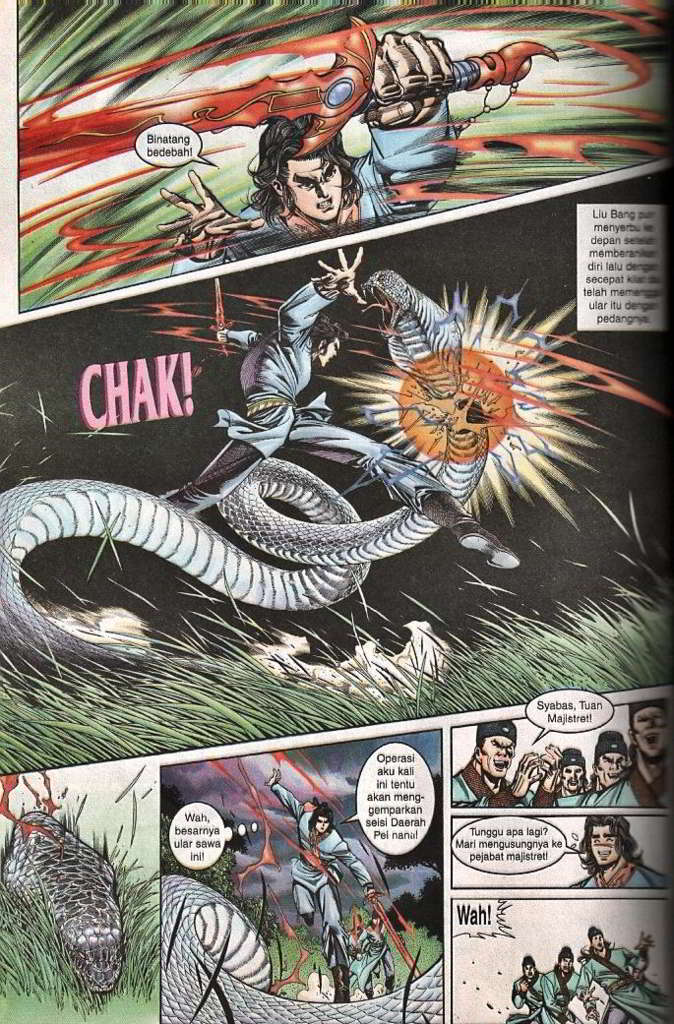 Binatang
bedebah!
Liu Bang pun
menyerbu ke
depan setelah
memberanikan
diri lalu dengan
secepat kilat dia
telah memenggal
ular itu dengan
pedangnya.
CHAK!
Wah,
besarnya
ular sawa
ini!
Operasi
aku kali
ini tentu
akan meng-
gemparkan
seisi Daerah
Pei nanti!
Syabas, Tuan
Majistret!
Tunggu apa lagi?
Mari mengusungnya ke
pejabat majistret!
Wah!